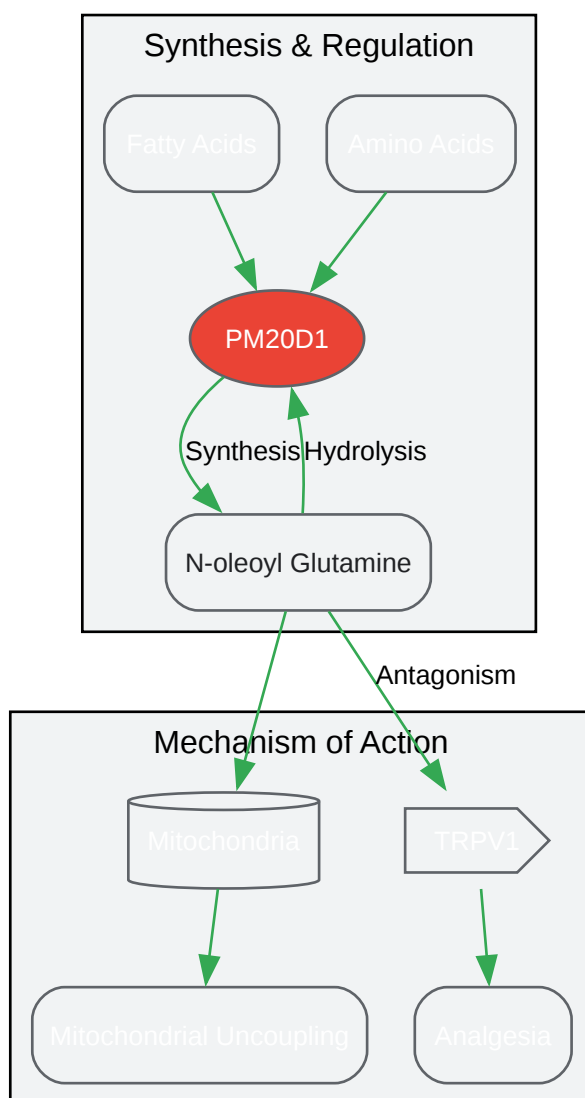 Synthesis & Regulation
Fatty Acids
Amino Acids
PM20D1
Synthesis
Hydrolysis
N-oleoyl Glutamine
Antagonism
Mechanism of Action
Mitochondria
TRPV1
Mitochondrial Uncoupling
Analgesia